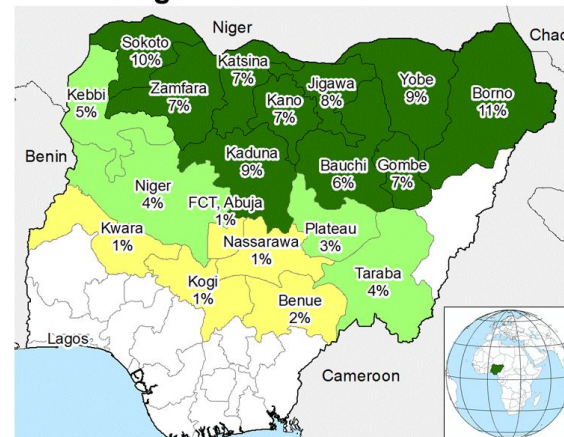 Niger
Chad
Sokoto
10%
Katsina
7%
Jigawa
8%
Yobe
9%
Borno
11%
Kebbi
5%
Zamfara
7%
Kano
7%
Kaduna
9%
Bauchi
6%
Gombe
7%
Benin
Niger
4%
FCT, Abuja
1%
Kwara
1%
Nassarawa
1%
Plateau
3%
Taraba
4%
Kogi
1%
Benue
2%
Lagos
Cameroon